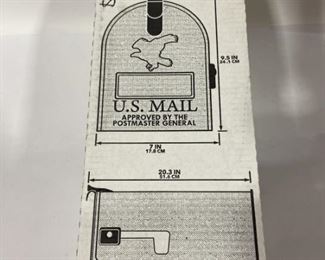 9.5 IN
24.1 CM
U.S. MAIL
APPROVED BY THE
POSTMASTER GENERAL
7 IN
17.8 CM
20.3 IN
51.6 CM